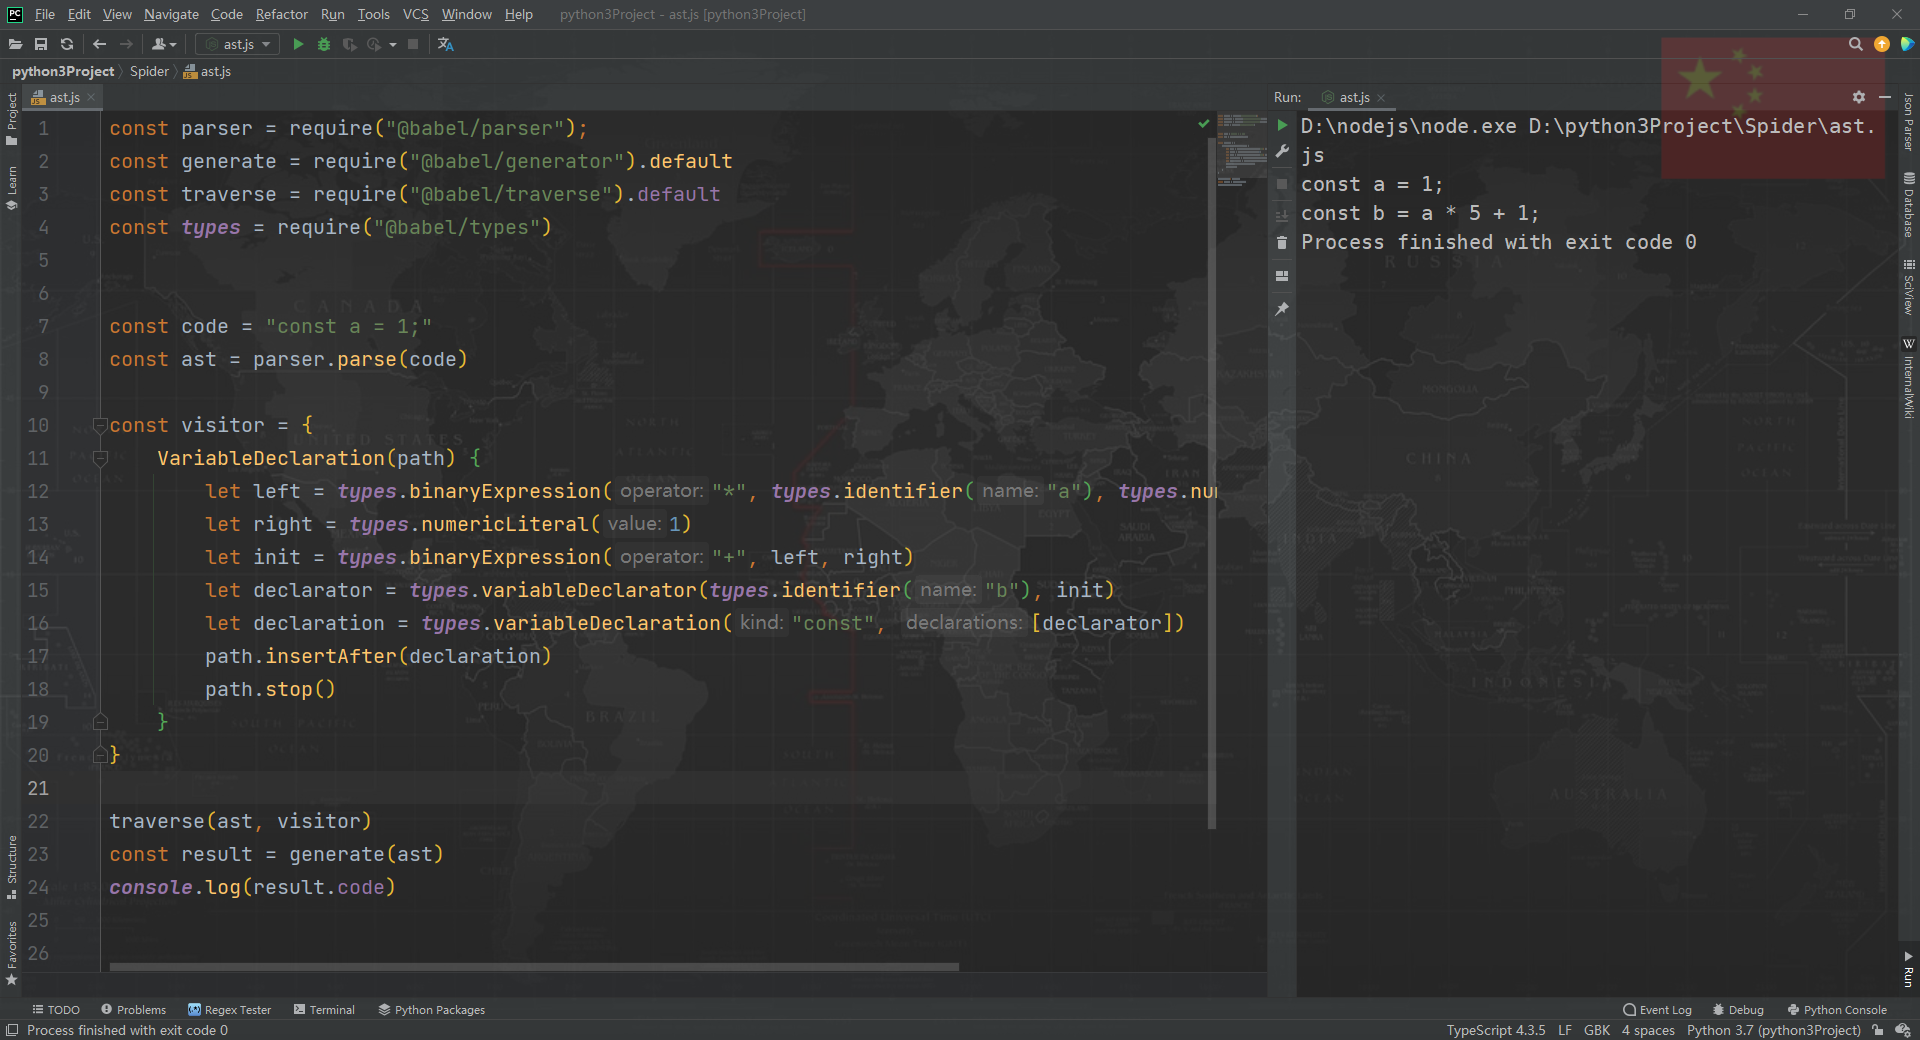 File Edit View Navigate Code Refactor Run Tools VCS Window Help python3Project - ast.js [python3Project]
ast.js
python3Project Spider ast.js
ast.js
Project
Learn
Structure
Favorites
1 const parser = require("@babel/parser");
2 const generate = require("@babel/generator").default
3 const traverse = require("@babel/traverse").default
4 const types = require("@babel/types")
5
6
7 const code = "const a = 1;"
8 const ast = parser.parse(code)
9
10 const visitor = {
11 VariableDeclaration(path) {
12 let left = types.binaryExpression( operator: "*", types.identifier( name: "a"), types.nu
13 let right = types.numericLiteral( value: 1)
14 let init = types.binaryExpression( operator: "+", left, right)
15 let declarator = types.variableDeclarator(types.identifier( name: "b"), init)
16 let declaration = types.variableDeclaration( kind: "const", declarations: [declarator])
17 path.insertAfter(declaration)
18 path.stop()
19 }
20 }
21
22 traverse(ast, visitor)
23 const result = generate(ast)
24 console.log(result.code)
25
26
Run: ast.js
D:\nodejs\node.exe D:\python3Project\Spider\ast.
js
const a = 1;
const b = a * 5 + 1;
Process finished with exit code 0
Json Parser
Database
SciView
InternalWiki
Run
CANADA
UNITED STATES
BRAZIL
RUSSIA
MONGOLIA
CHINA
INDIA
INDONESIA
AUSTRALIA
TODO Problems Regex Tester Terminal Python Packages Event Log Debug Python Console
Process finished with exit code 0 TypeScript 4.3.5 LF GBK 4 spaces Python 3.7 (python3Project)